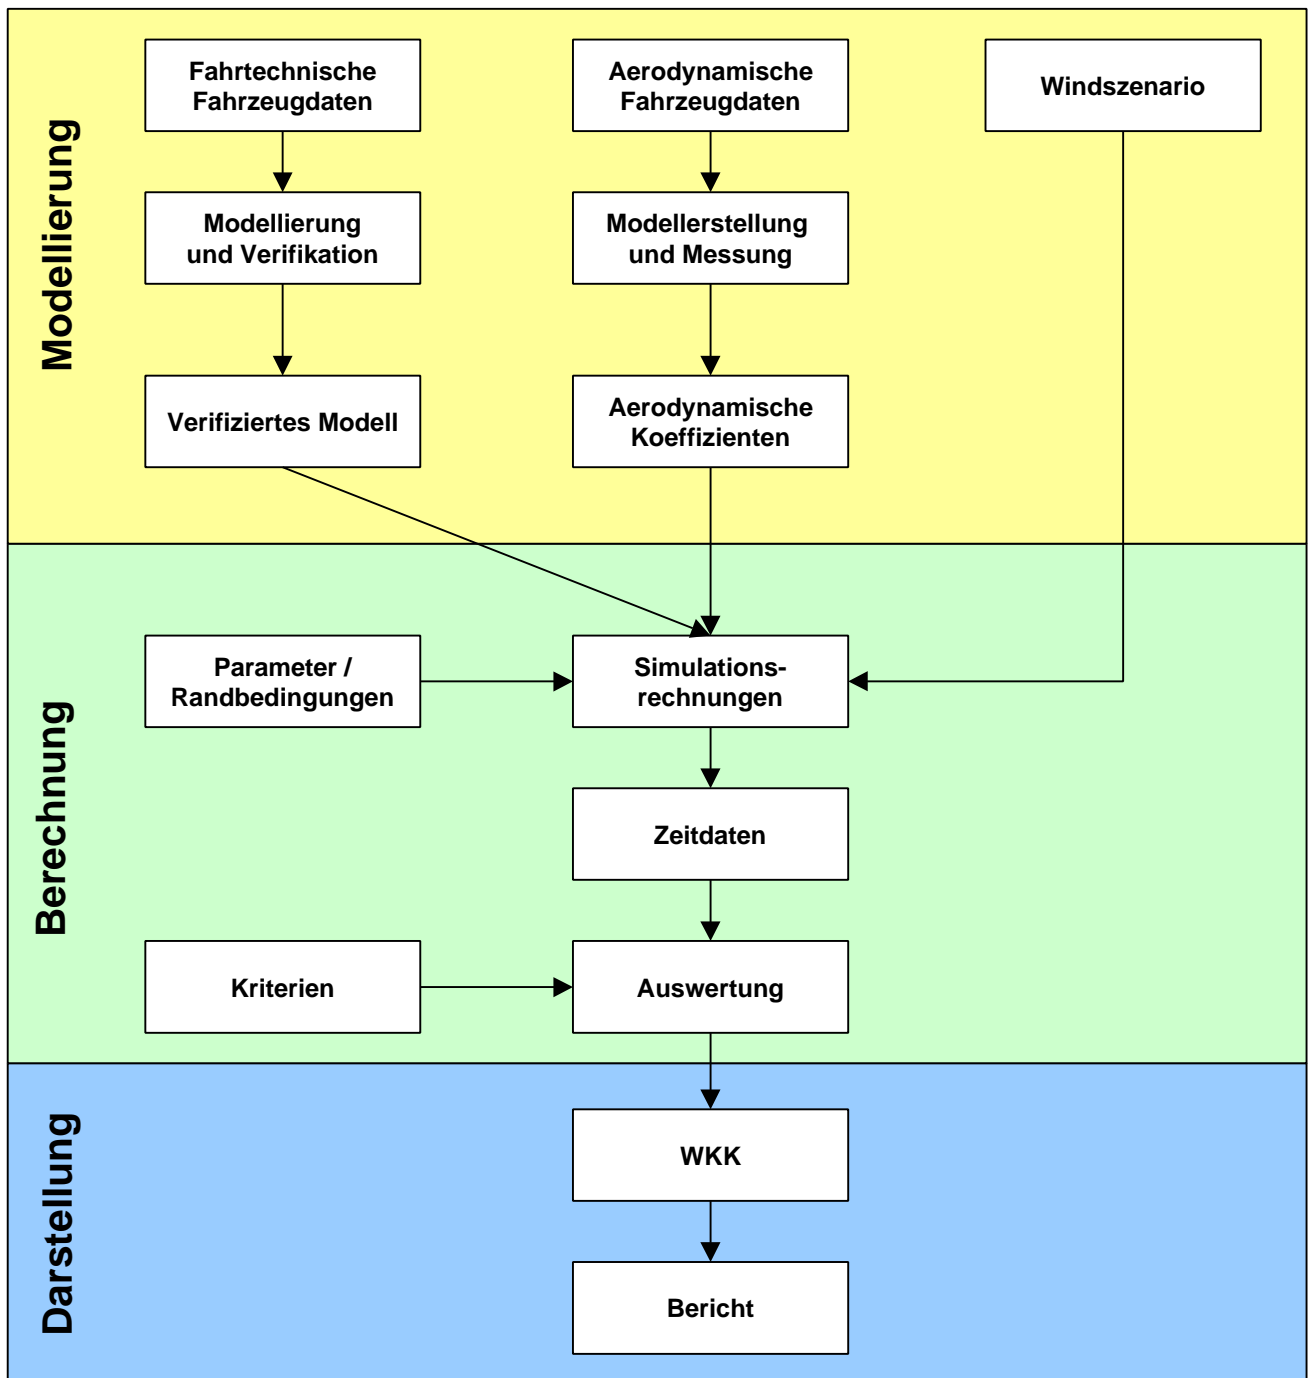 Modellierung
Fahrtechnische
Fahrzeugdaten
Aerodynamische
Fahrzeugdaten
Windszenario
Modellierung
und Verifikation
Modellerstellung
und Messung
Verifiziertes Modell
Aerodynamische
Koeffizienten
Berechnung
Parameter /
Randbedingungen
Simulations-
rechnungen
Zeitdaten
Kriterien
Auswertung
Darstellung
WKK
Bericht